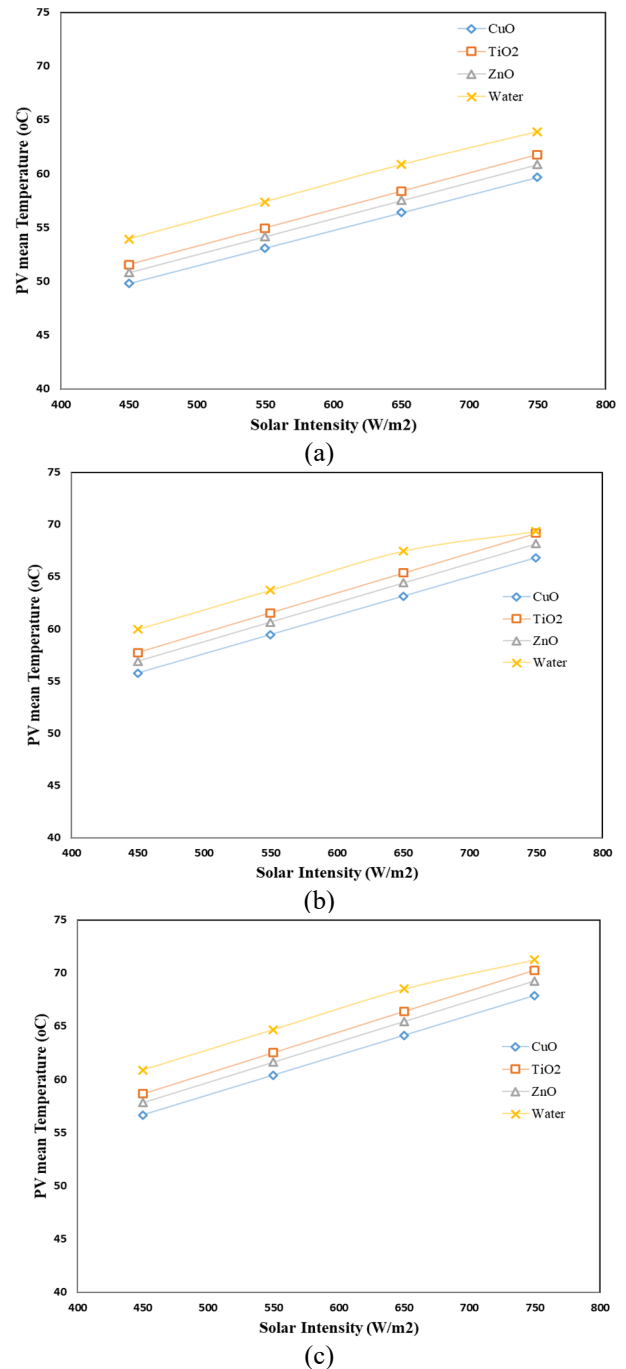 75
70
65
60
55
50
45
40
PV mean Temperature (oC)
CuO
TiO2
ZnO
Water
400 450 500 550 600 650 700 750 800
Solar Intensity (W/m2)
(a)
75
70
65
60
55
50
45
40
PV mean Temperature (oC)
CuO
TiO2
ZnO
Water
400 450 500 550 600 650 700 750 800
Solar Intensity (W/m2)
(b)
75
70
65
60
55
50
45
40
PV mean Temperature (oC)
CuO
TiO2
ZnO
Water
400 450 500 550 600 650 700 750 800
Solar Intensity (W/m2)
(c)